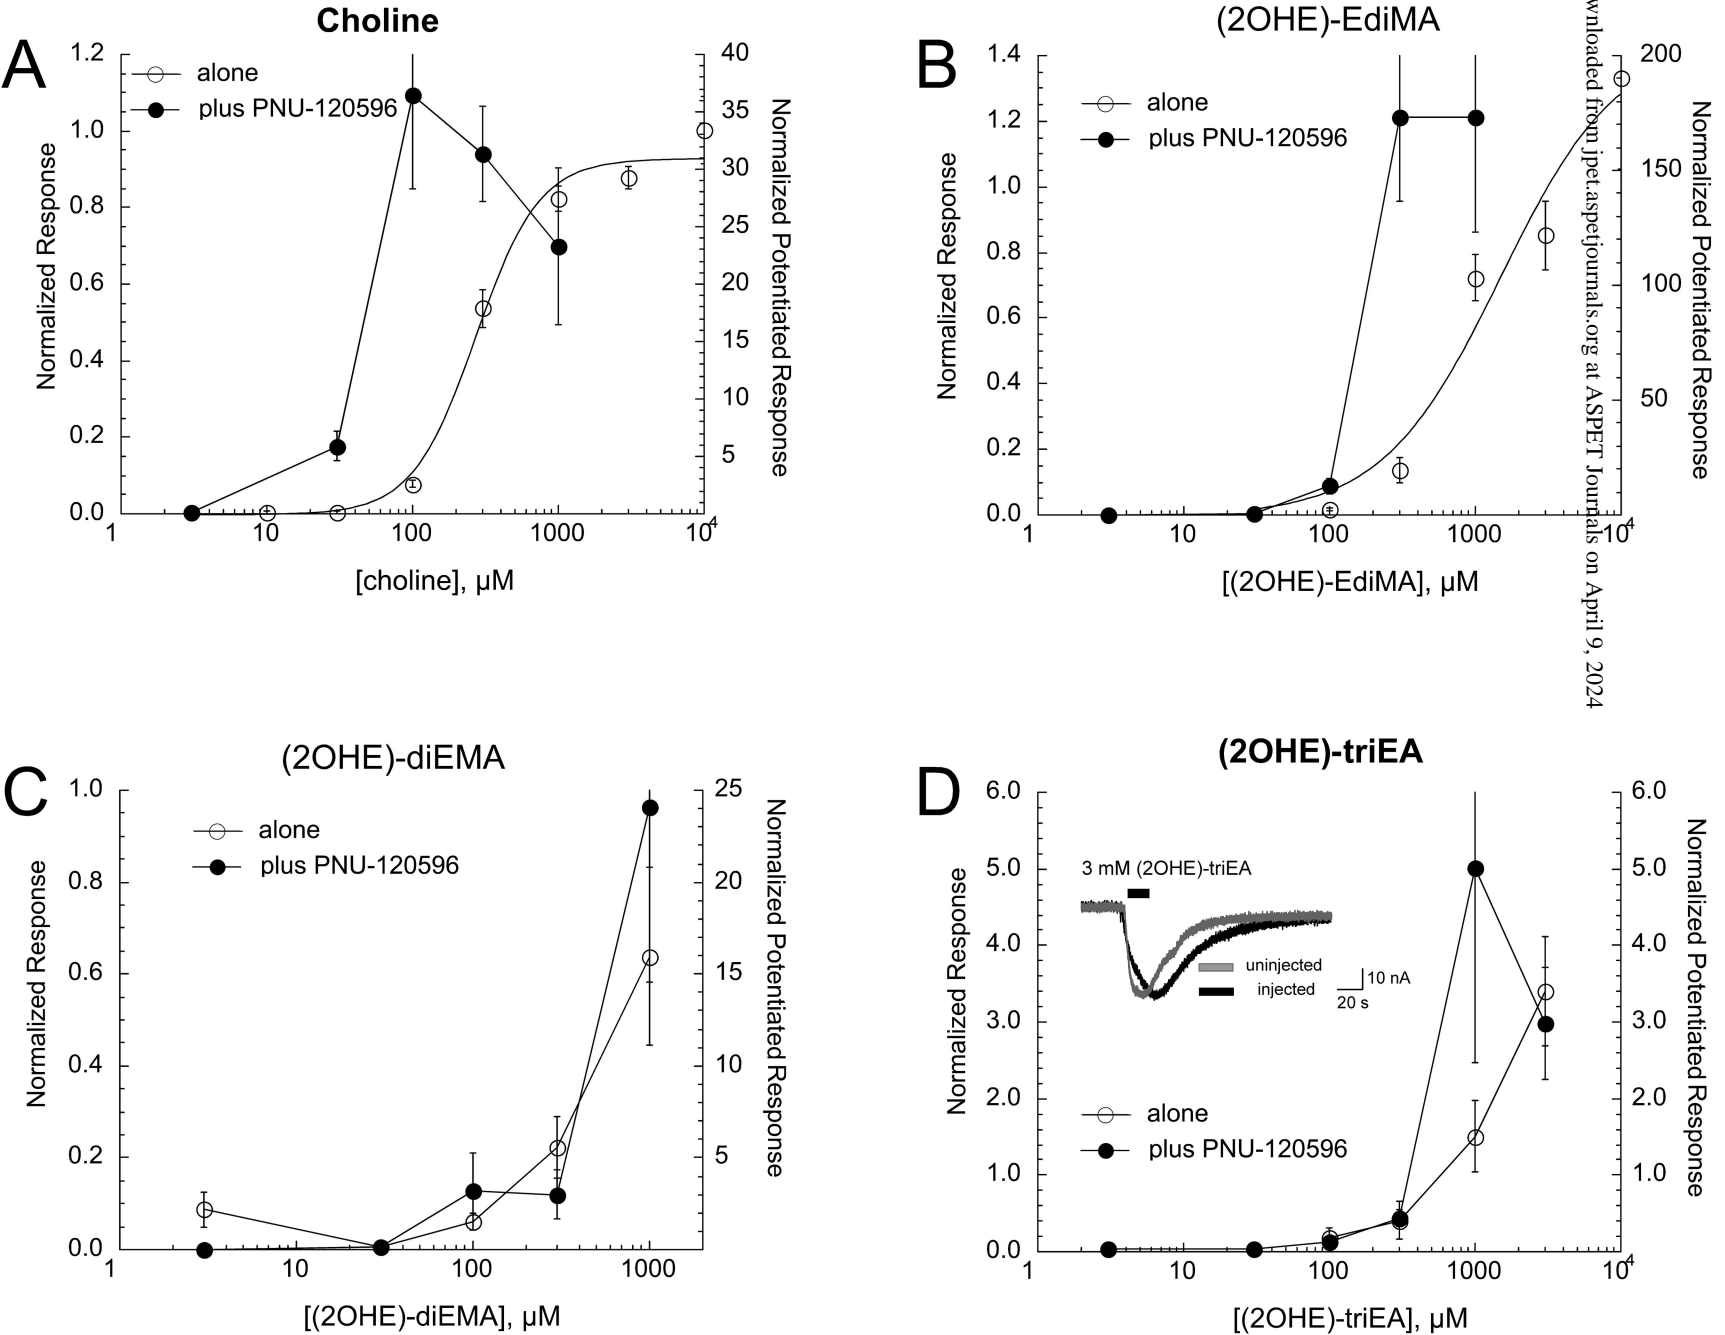 A
Choline
1.2
1.0
0.8
0.6
0.4
0.2
0.0
Normalized Response
alone
plus PNU-120596
40
35
30
25
20
15
10
5
Normalized Potentiated Response
1
10
100
1000
10^4
[choline], µM
B
(2OHE)-EdiMA
1.4
1.2
1.0
0.8
0.6
0.4
0.2
0.0
Normalized Response
alone
plus PNU-120596
200
150
100
50
Normalized Potentiated Response
1
10
100
1000
10^4
[(2OHE)-EdiMA], µM
wnloaded from jpet.aspetjournals.org at ASPET Journals on April 9, 2024
C
(2OHE)-diEMA
1.0
0.8
0.6
0.4
0.2
0.0
Normalized Response
alone
plus PNU-120596
25
20
15
10
5
Normalized Potentiated Response
1
10
100
1000
[(2OHE)-diEMA], µM
D
(2OHE)-triEA
6.0
5.0
4.0
3.0
2.0
1.0
0.0
Normalized Response
3 mM (2OHE)-triEA
uninjected
injected
10 nA
20 s
alone
plus PNU-120596
6.0
5.0
4.0
3.0
2.0
1.0
Normalized Potentiated Response
1
10
100
1000
10^4
[(2OHE)-triEA], µM